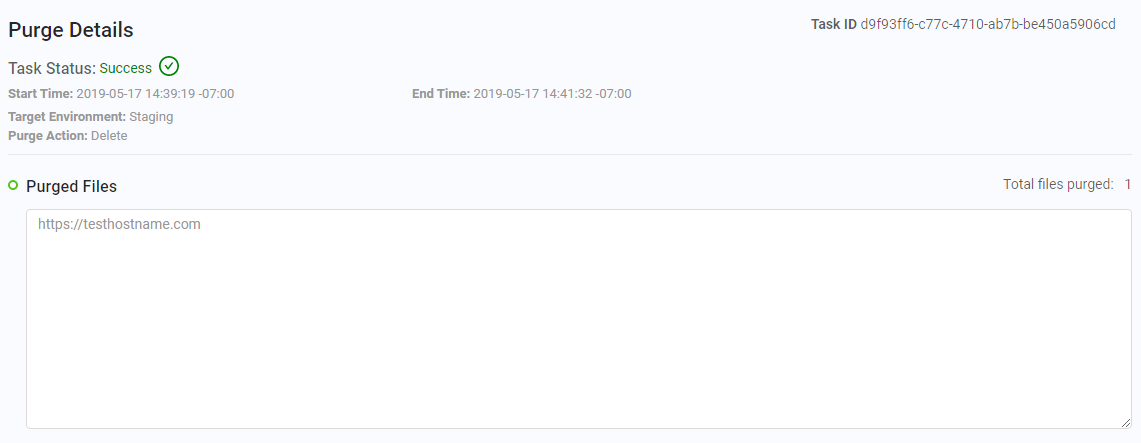 Purge Details
Task ID d9f93ff6-c77c-4710-ab7b-be450a5906cd
Task Status: Success
Start Time: 2019-05-17 14:39:19 -07:00
End Time: 2019-05-17 14:41:32 -07:00
Target Environment: Staging
Purge Action: Delete
Purged Files
Total files purged: 1
https://testhostname.com